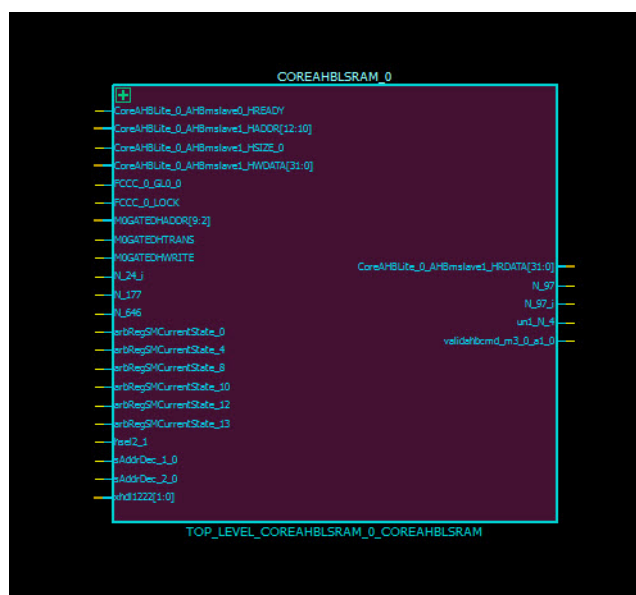 COREAHBLSRAM_0
CoreAHBLite_0_AHBmslave0_HREADY
CoreAHBLite_0_AHBmslave1_HADDR[12:10]
CoreAHBLite_0_AHBmslave1_HSIZE_0
CoreAHBLite_0_AHBmslave1_HWDATA[31:0]
FCCC_0_GL0_0
FCCC_0_LOCK
M0GATEDHADDR[9:2]
M0GATEDHTRANS
M0GATEDHWRITE
N_24_i
N_177
N_646
arbRegSMCurrentState_0
arbRegSMCurrentState_4
arbRegSMCurrentState_8
arbRegSMCurrentState_10
arbRegSMCurrentState_12
arbRegSMCurrentState_13
hsel2_1
sAddrDec_1_0
sAddrDec_2_0
xhdl1222[1:0]
CoreAHBLite_0_AHBmslave1_HRDATA[31:0]
N_97
N_97_i
un1_N_4
validahbcmd_m3_0_a1_0
TOP_LEVEL_COREAHBLSRAM_0_COREAHBLSRAM